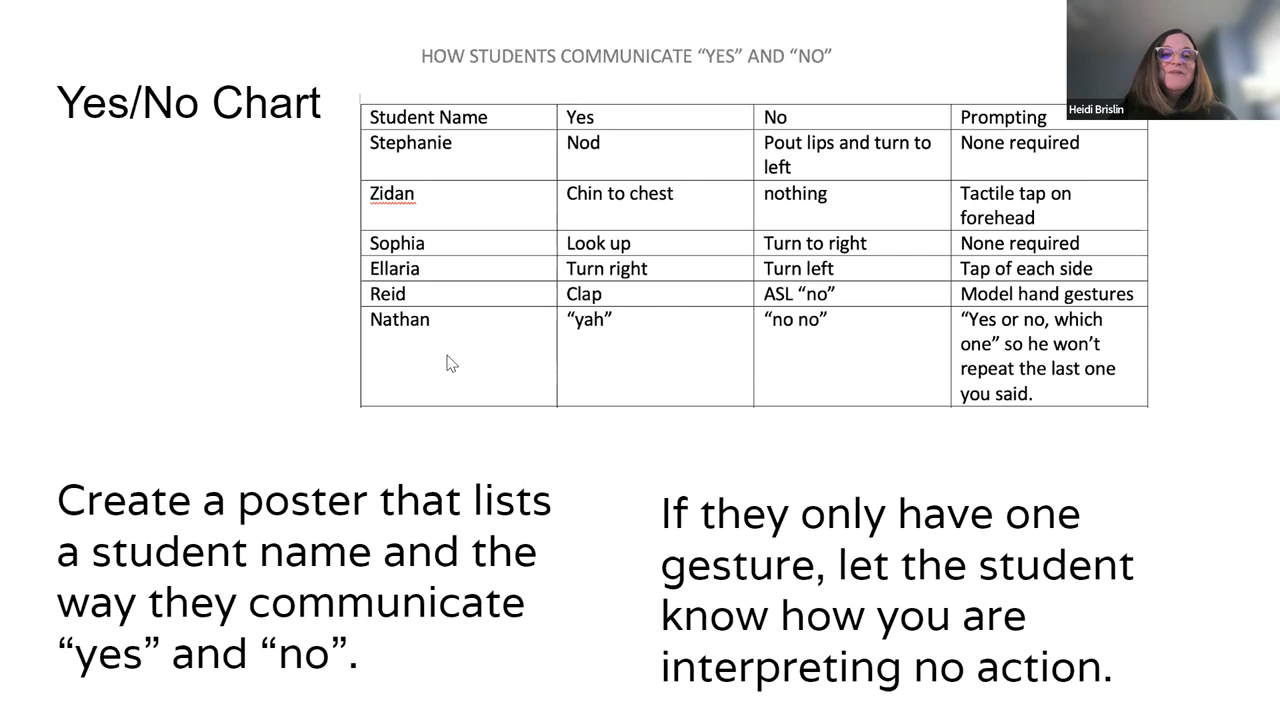 HOW STUDENTS COMMUNICATE “YES” AND “NO”
Yes/No Chart
Heidi Brislin
Student Name Yes No Prompting
Stephanie Nod Pout lips and turn to None required
left
Zidan Chin to chest nothing Tactile tap on
forehead
Sophia Look up Turn to right None required
Ellaria Turn right Turn left Tap of each side
Reid Clap ASL “no” Model hand gestures
Nathan “yah” “no no” “Yes or no, which
one” so he won’t
repeat the last one
you said.
Create a poster that lists
a student name and the
way they communicate
“yes” and “no”.
If they only have one
gesture, let the student
know how you are
interpreting no action.